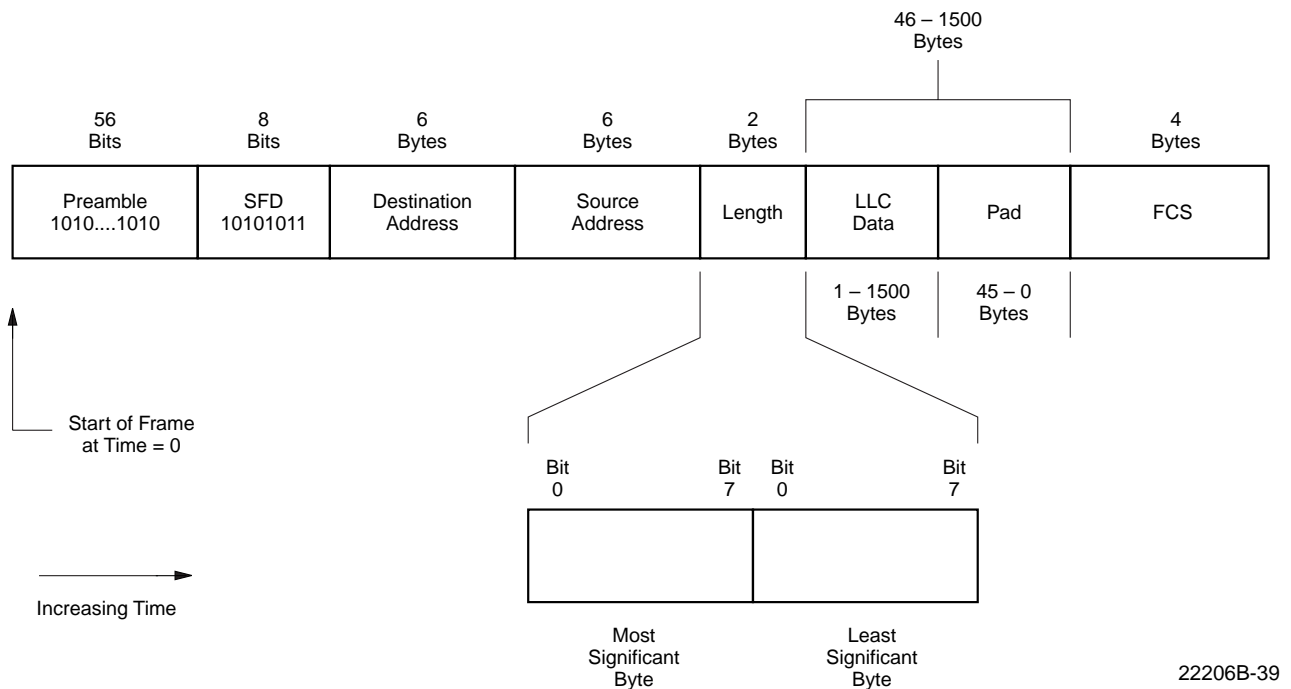 46 – 1500
Bytes
56
Bits
8
Bits
6
Bytes
6
Bytes
2
Bytes
4
Bytes
Preamble
1010....1010
SFD
10101011
Destination
Address
Source
Address
Length
LLC
Data
Pad
FCS
1 – 1500
Bytes
45 – 0
Bytes
Start of Frame
at Time = 0
Bit
0
Bit
7
Bit
0
Bit
7
Increasing Time
Most
Significant
Byte
Least
Significant
Byte
22206B-39